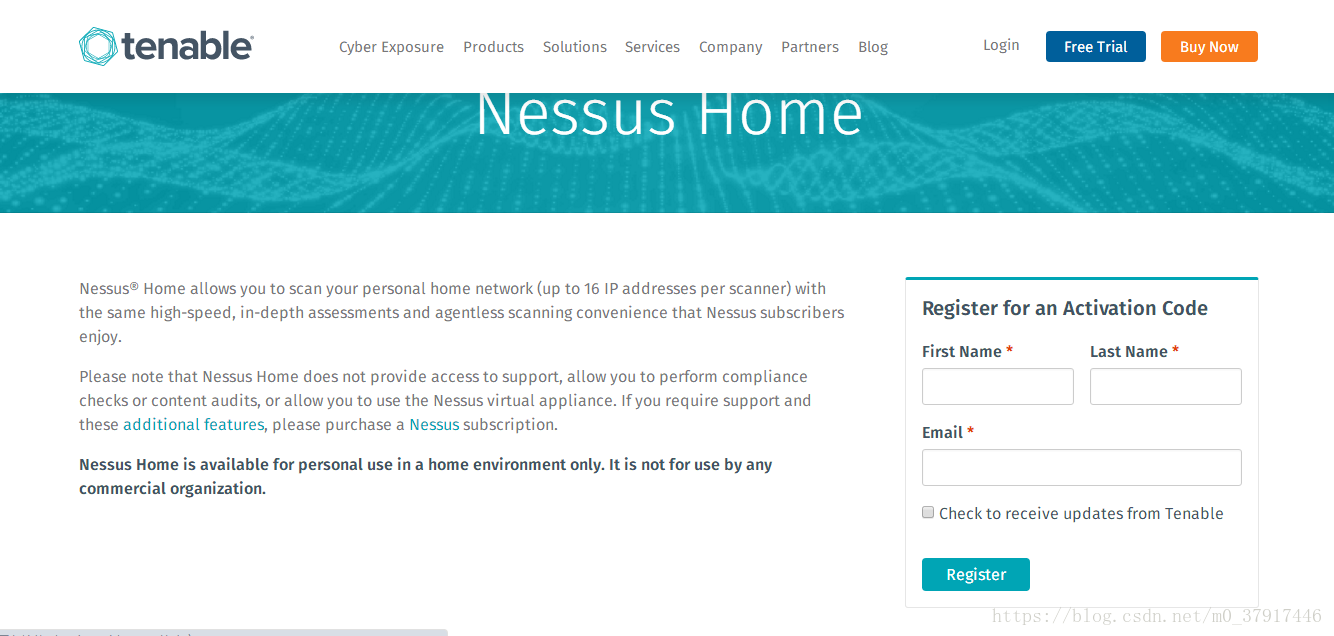 tenable
Cyber Exposure Products Solutions Services Company Partners Blog
Login Free Trial Buy Now
Nessus Home
Nessus® Home allows you to scan your personal home network (up to 16 IP addresses per scanner) with
the same high-speed, in-depth assessments and agentless scanning convenience that Nessus subscribers
enjoy.
Please note that Nessus Home does not provide access to support, allow you to perform compliance
checks or content audits, or allow you to use the Nessus virtual appliance. If you require support and
these additional features, please purchase a Nessus subscription.
Nessus Home is available for personal use in a home environment only. It is not for use by any
commercial organization.
Register for an Activation Code
First Name * Last Name *
Email *
Check to receive updates from Tenable
Register
https://blog.csdn.net/m0_37917446